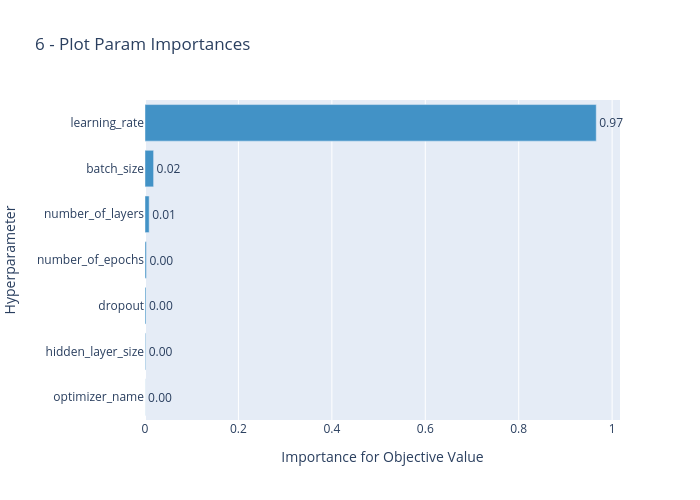 6 - Plot Param Importances
learning_rate 0.97
batch_size 0.02
number_of_layers 0.01
number_of_epochs 0.00
dropout 0.00
hidden_layer_size 0.00
optimizer_name 0.00
0 0.2 0.4 0.6 0.8 1
Importance for Objective Value
Hyperparameter